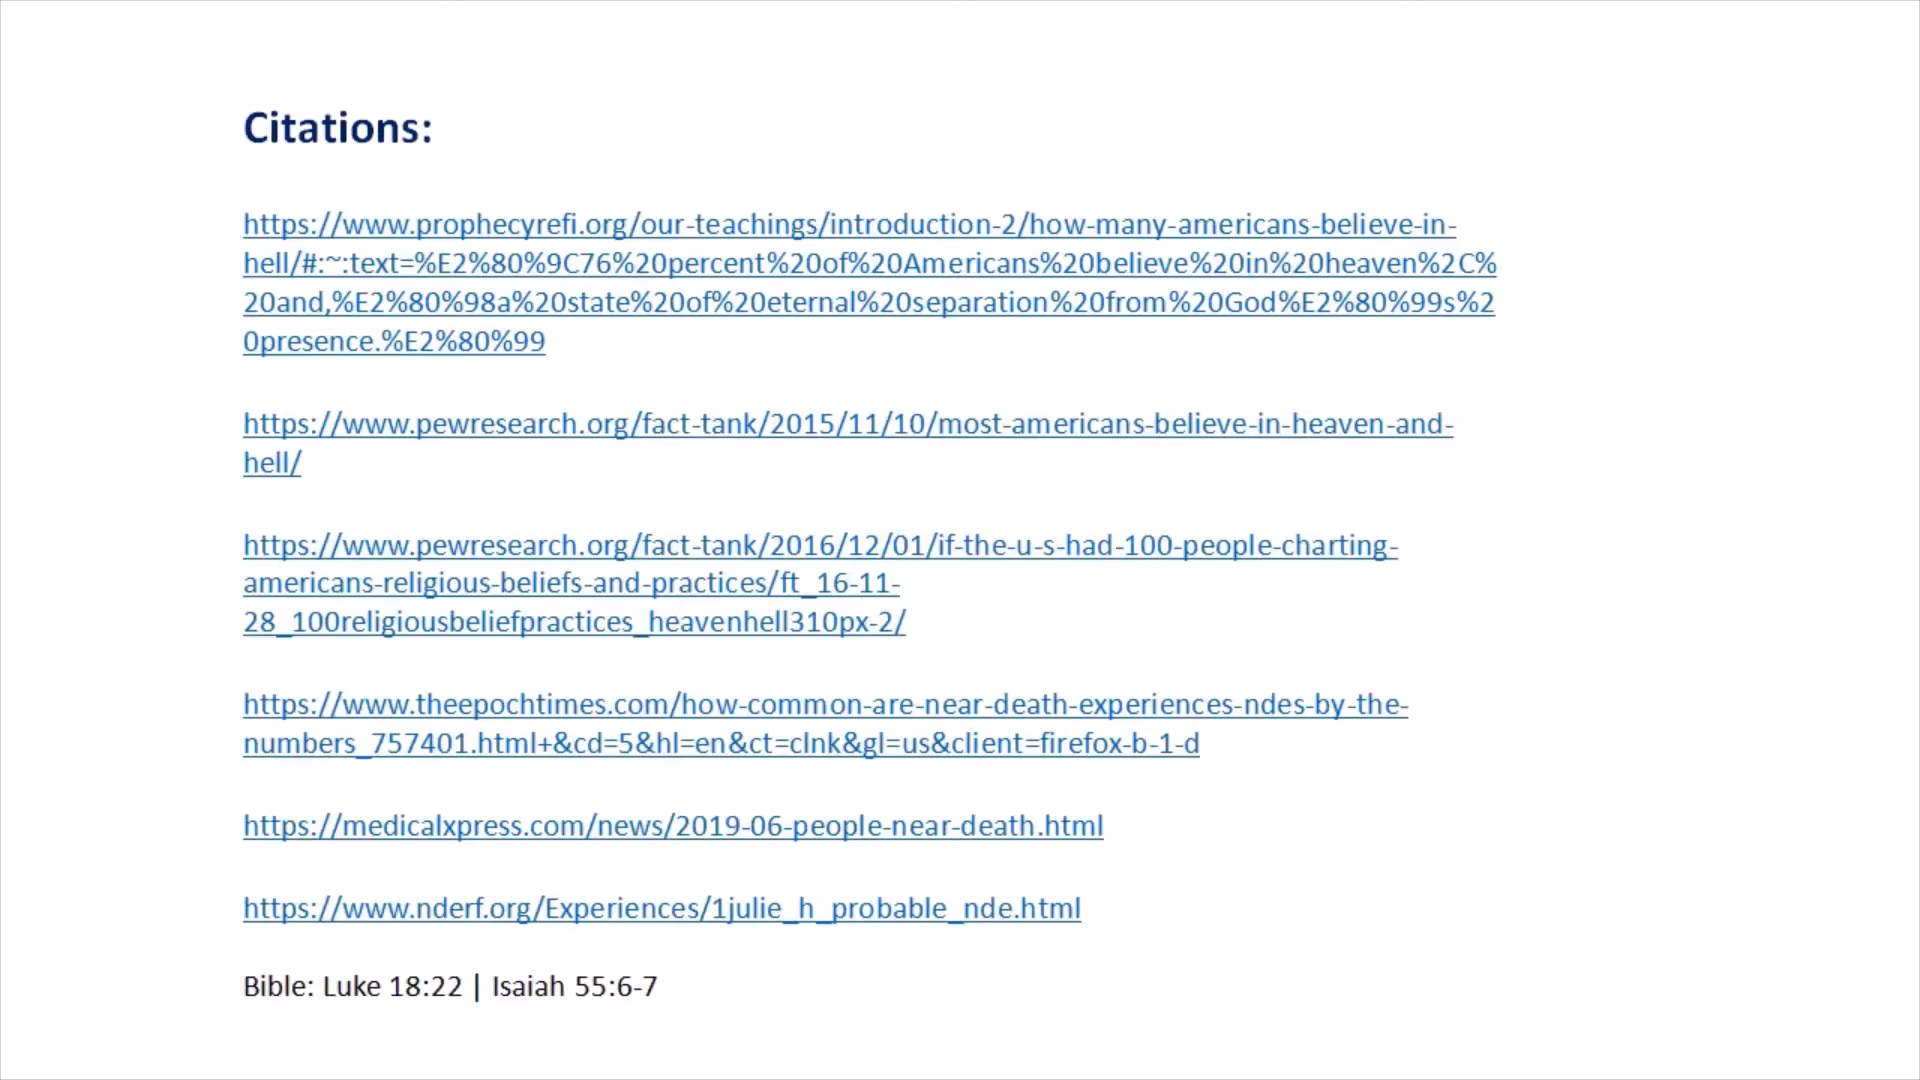 Citations:
https://www.prophecyrefi.org/our-teachings/introduction-2/how-many-americans-believe-in-
hell/#:~:text=%E2%80%9C76%20percent%20of%20Americans%20believe%20in%20heaven%2C%
20and,%E2%80%98a%20state%20of%20eternal%20separation%20from%20God%E2%80%99s%2
0presence.%E2%80%99
https://www.pewresearch.org/fact-tank/2015/11/10/most-americans-believe-in-heaven-and-
hell/
https://www.pewresearch.org/fact-tank/2016/12/01/if-the-u-s-had-100-people-charting-
americans-religious-beliefs-and-practices/ft_16-11-
28_100religiousbeliefpractices_heavenhell310px-2/
https://www.theepochtimes.com/how-common-are-near-death-experiences-ndes-by-the-
numbers_757401.html+&cd=5&hl=en&ct=clnk&gl=us&client=firefox-b-1-d
https://medicalxpress.com/news/2019-06-people-near-death.html
https://www.nderf.org/Experiences/1julie_h_probable_nde.html
Bible: Luke 18:22 | Isaiah 55:6-7